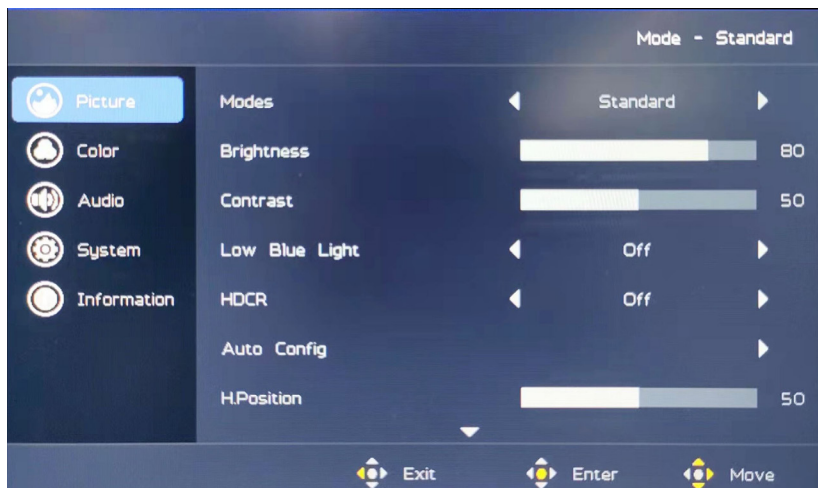 Mode - Standard
Picture
Modes
Standard
Color
Brightness
80
Audio
Contrast
50
System
Low Blue Light
Off
Information
HDCR
Off
Auto Config
H.Position
50
Exit
Enter
Move